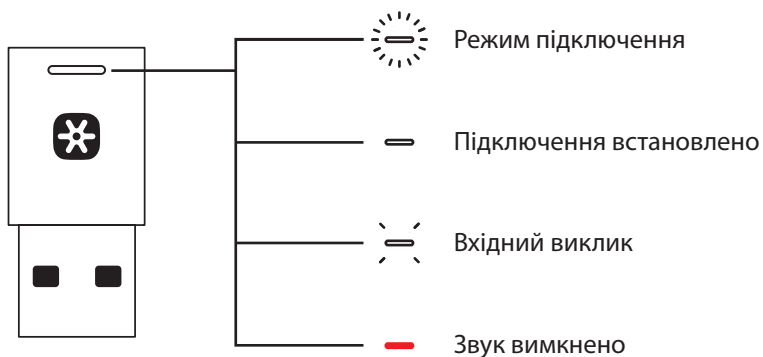 Режим підключення
Підключення встановлено
Вхідний виклик
Звук вимкнено